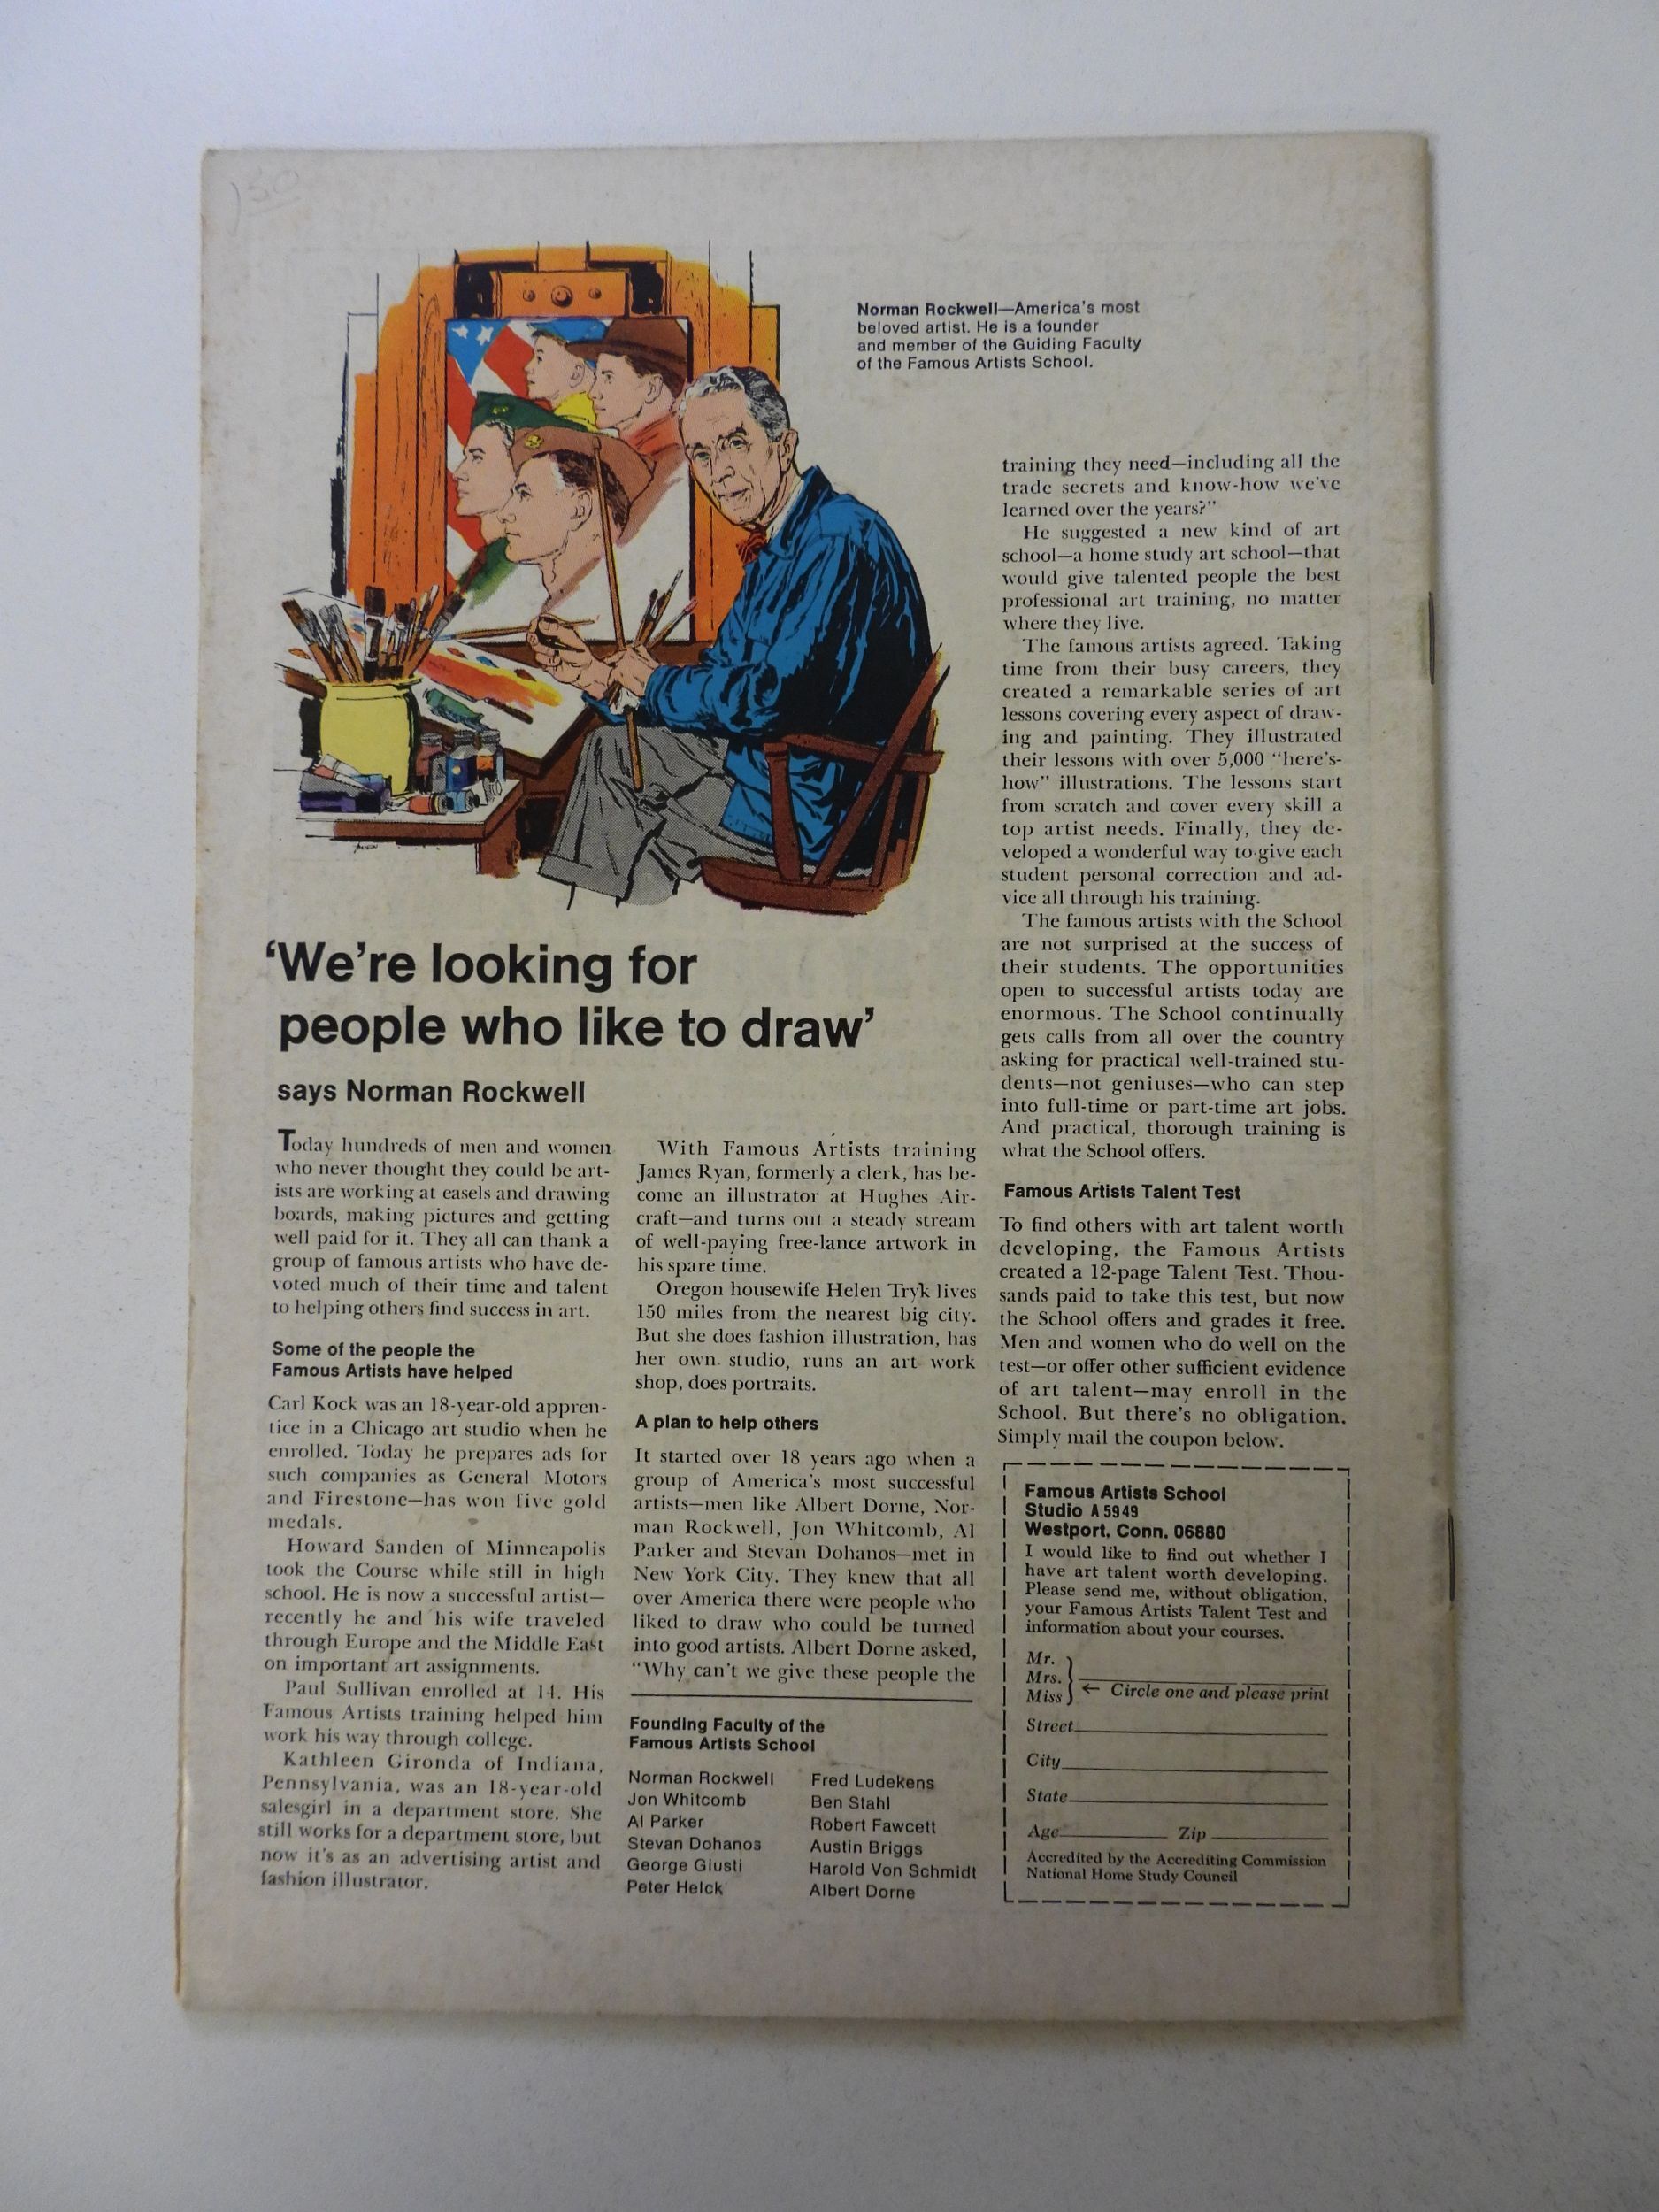 Norman Rockwell—America's most
beloved artist. He is a founder
and member of the Guiding Faculty
of the Famous Artists School.
'We're looking for
people who like to draw'
says Norman Rockwell
Today hundreds of men and women
who never thought they could be art-
ists are working at easels and drawing
boards, making pictures and getting
well paid for it. They all can thank a
group of famous artists who have de-
voted much of their time and talent
to helping others find success in art.
Some of the people the
Famous Artists have helped
Carl Kock was an 18-year-old appren-
tice in a Chicago art studio when he
enrolled. Today he prepares ads for
such companies as General Motors
and Firestone—has won five gold
medals.
Howard Sanden of Minneapolis
took the Course while still in high
school. He is now a successful artist—
recently he and his wife traveled
through Europe and the Middle East
on important art assignments.
Paul Sullivan enrolled at 14. His
Famous Artists training helped him
work his way through college.
Kathleen Gironda of Indiana,
Pennsylvania, was an 18-year-old
salesgirl in a department store. She
still works for a department store, but
now it's as an advertising artist and
fashion illustrator.
With Famous Artists training
James Ryan, formerly a clerk, has be-
come an illustrator at Hughes Air-
craft—and turns out a steady stream
of well-paying free-lance artwork in
his spare time.
Oregon housewife Helen Tryk lives
150 miles from the nearest big city.
But she does fashion illustration, has
her own studio, runs an art work
shop, does portraits.
A plan to help others
It started over 18 years ago when a
group of America's most successful
artists—men like Albert Dorne, Nor-
man Rockwell, Jon Whitcomb, Al
Parker and Stevan Dohanos—met in
New York City. They knew that all
over America there were people who
liked to draw who could be turned
into good artists. Albert Dorne asked,
"Why can't we give these people the
training they need—including all the
trade secrets and know-how we've
learned over the years?"
He suggested a new kind of art
school—a home study art school—that
would give talented people the best
professional art training, no matter
where they live.
The famous artists agreed. Taking
time from their busy careers, they
created a remarkable series of art
lessons covering every aspect of draw-
ing and painting. They illustrated
their lessons with over 5,000 "here's-
how" illustrations. The lessons start
from scratch and cover every skill a
top artist needs. Finally, they de-
veloped a wonderful way to give each
student personal correction and ad-
vice all through his training.
The famous artists with the School
are not surprised at the success of
their students. The opportunities
open to successful artists today are
enormous. The School continually
gets calls from all over the country
asking for practical well-trained stu-
dents—not geniuses—who can step
into full-time or part-time art jobs.
And practical, thorough training is
what the School offers.
Famous Artists Talent Test
To find others with art talent worth
developing, the Famous Artists
created a 12-page Talent Test. Thou-
sands paid to take this test, but now
the School offers and grades it free.
Men and women who do well on the
test—or offer other sufficient evidence
of art talent—may enroll in the
School. But there's no obligation.
Simply mail the coupon below.
Founding Faculty of the
Famous Artists School
Norman Rockwell
Jon Whitcomb
Al Parker
Stevan Dohanos
George Giusti
Peter Helck
Fred Ludekens
Ben Stahl
Robert Fawcett
Austin Briggs
Harold Von Schmidt
Albert Dorne
Famous Artists School
Studio A5949
Westport, Conn. 06880
I would like to find out whether I
have art talent worth developing.
Please send me, without obligation,
your Famous Artists Talent Test and
information about your courses.
Mr.
Mrs.
Miss
← Circle one and please print
Street
City
State
Age Zip
Accredited by the Accrediting Commission
National Home Study Council